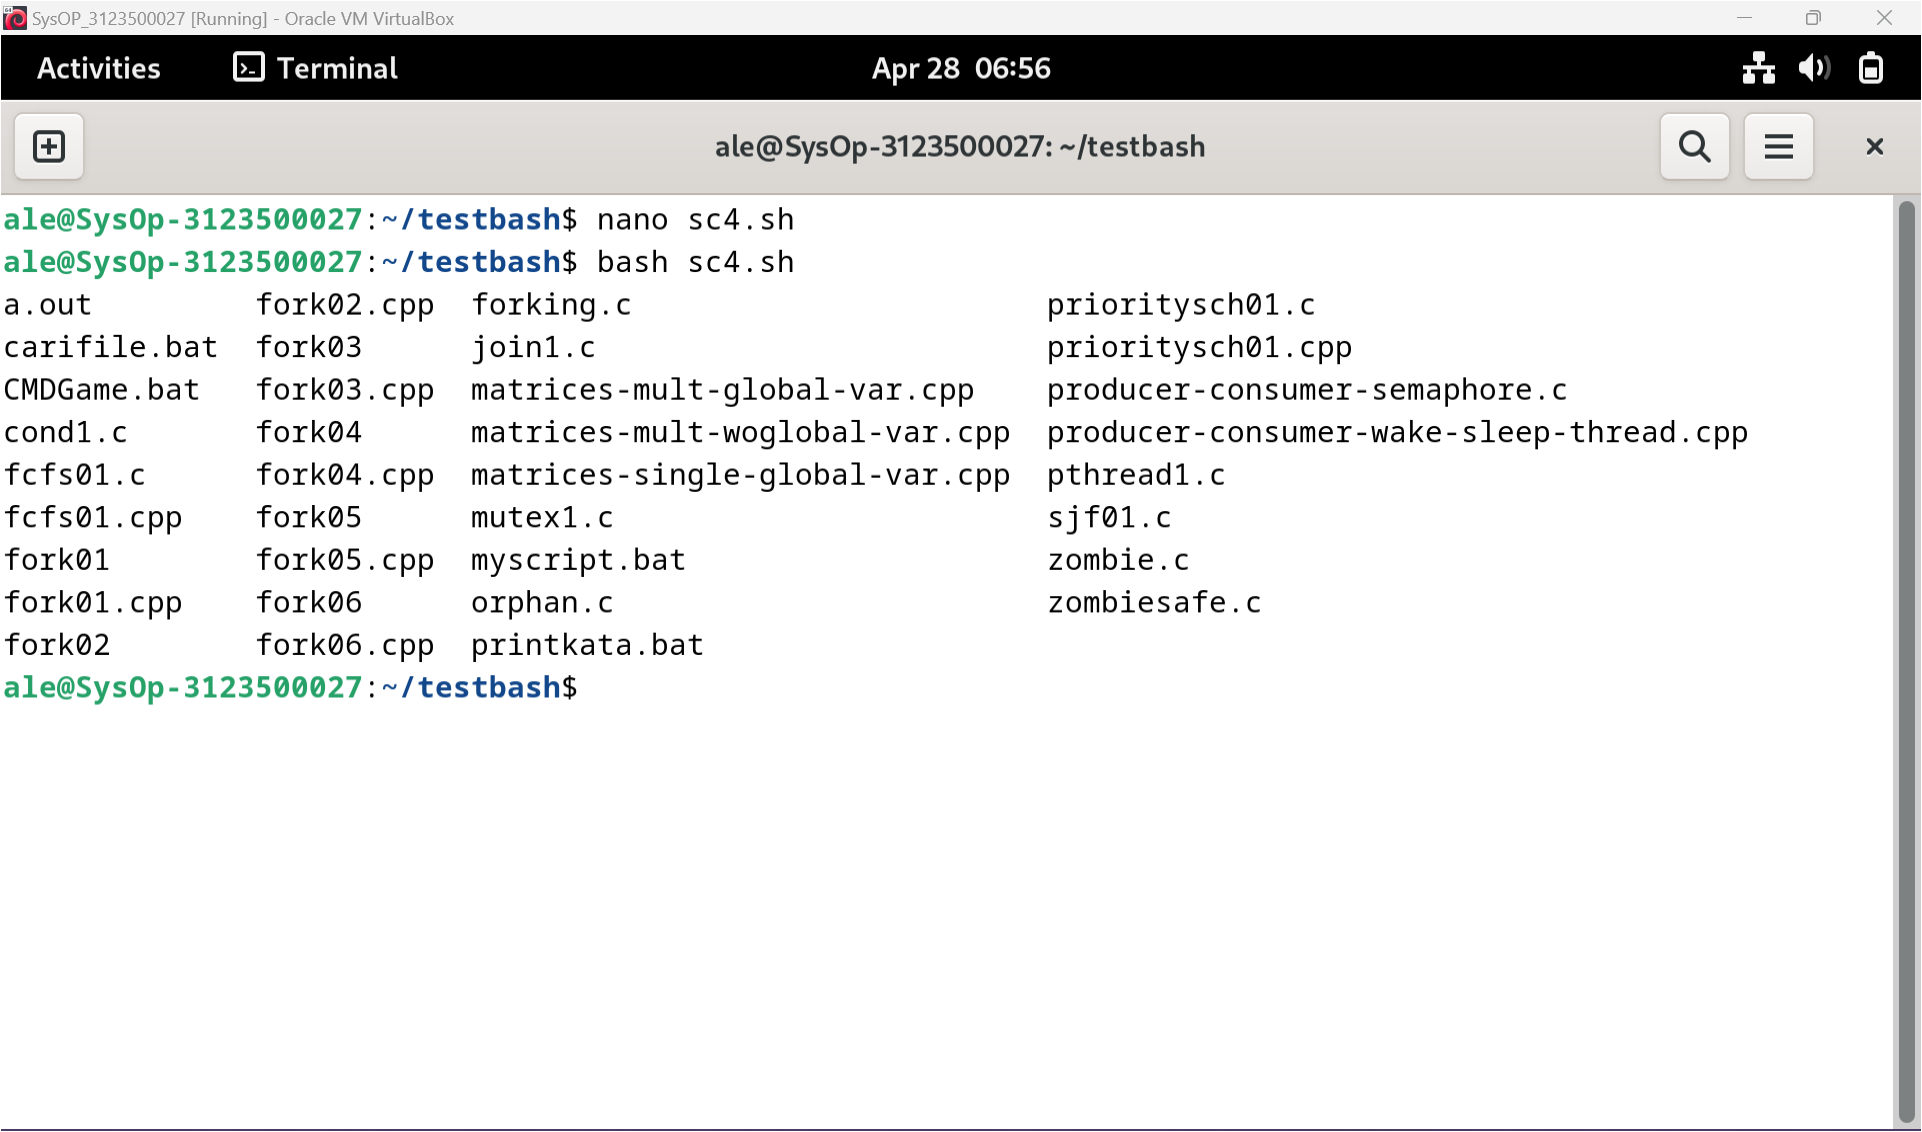 SysOP_3123500027 [Running] - Oracle VM VirtualBox
Activities Terminal Apr 28 06:56
ale@SysOp-3123500027: ~/testbash
ale@SysOp-3123500027:~/testbash$ nano sc4.sh
ale@SysOp-3123500027:~/testbash$ bash sc4.sh
a.out fork02.cpp forking.c prioritysch01.c
carifile.bat fork03 join1.c prioritysch01.cpp
CMDGame.bat fork03.cpp matrices-mult-global-var.cpp producer-consumer-semaphore.c
cond1.c fork04 matrices-mult-woglobal-var.cpp producer-consumer-wake-sleep-thread.cpp
fcfs01.c fork04.cpp matrices-single-global-var.cpp pthread1.c
fcfs01.cpp fork05 mutex1.c sjf01.c
fork01 fork05.cpp myscript.bat zombie.c
fork01.cpp fork06 orphan.c zombiesafe.c
fork02 fork06.cpp printkata.bat
ale@SysOp-3123500027:~/testbash$